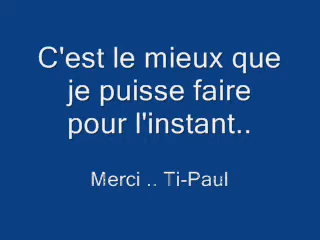 C'est le mieux que
je puisse faire
pour l'instant..
Merci .. Ti-Paul